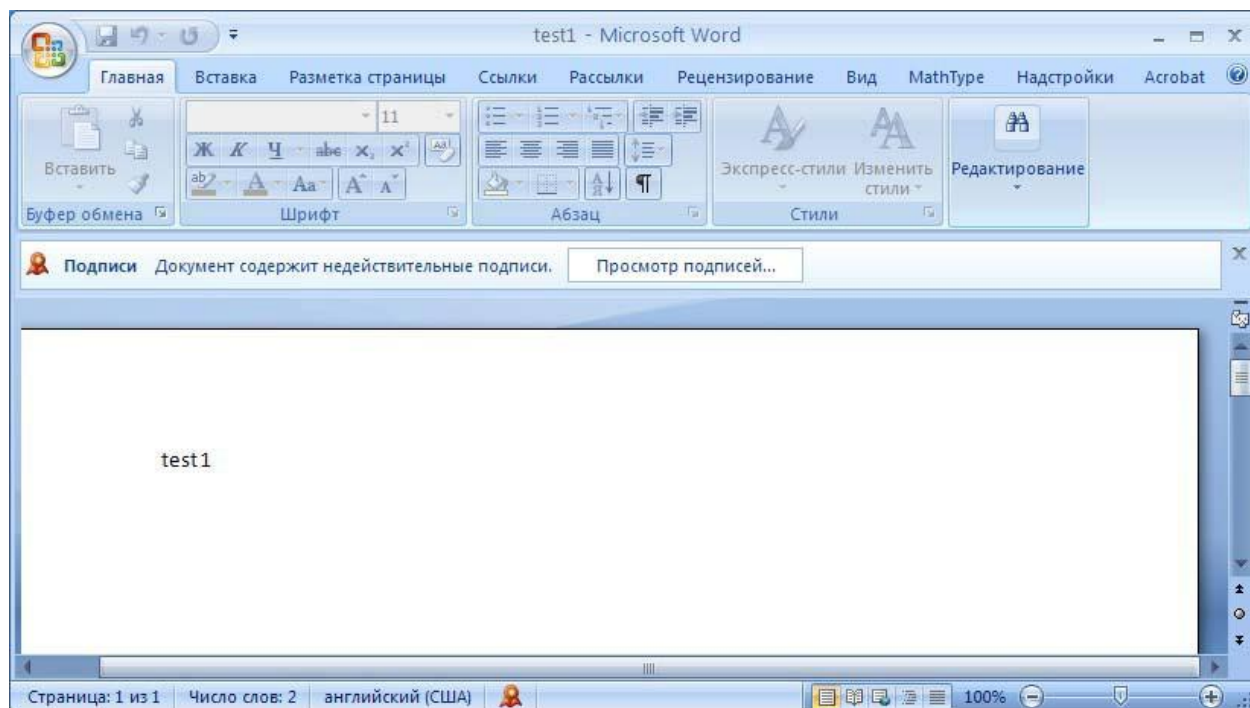 test1 - Microsoft Word
Главная Вставка Разметка страницы Ссылки Рассылки Рецензирование Вид MathType Надстройки Acrobat
11
Вставить
Ж К Ч abc x₂ x²
ab Aa A A
Экспресс-стили
Изменить стили
Редактирование
Буфер обмена Шрифт Абзац Стили
Подписи Документ содержит недействительные подписи. Просмотр подписей...
test1
Страница: 1 из 1 Число слов: 2 английский (США) 100%